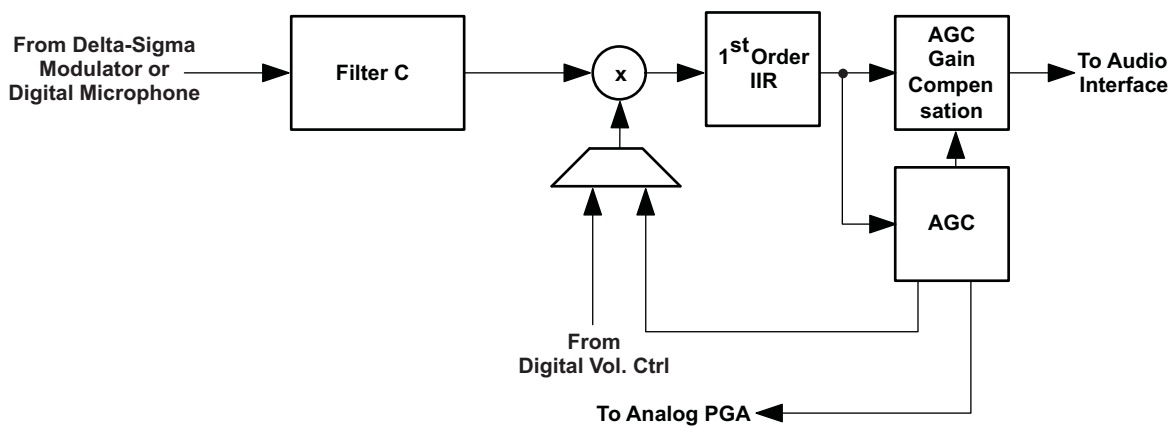 From Delta-Sigma
Modulator or
Digital Microphone
Filter C
x
1st Order
IIR
AGC
Gain
Compen
sation
To Audio
Interface
AGC
From
Digital Vol. Ctrl
To Analog PGA